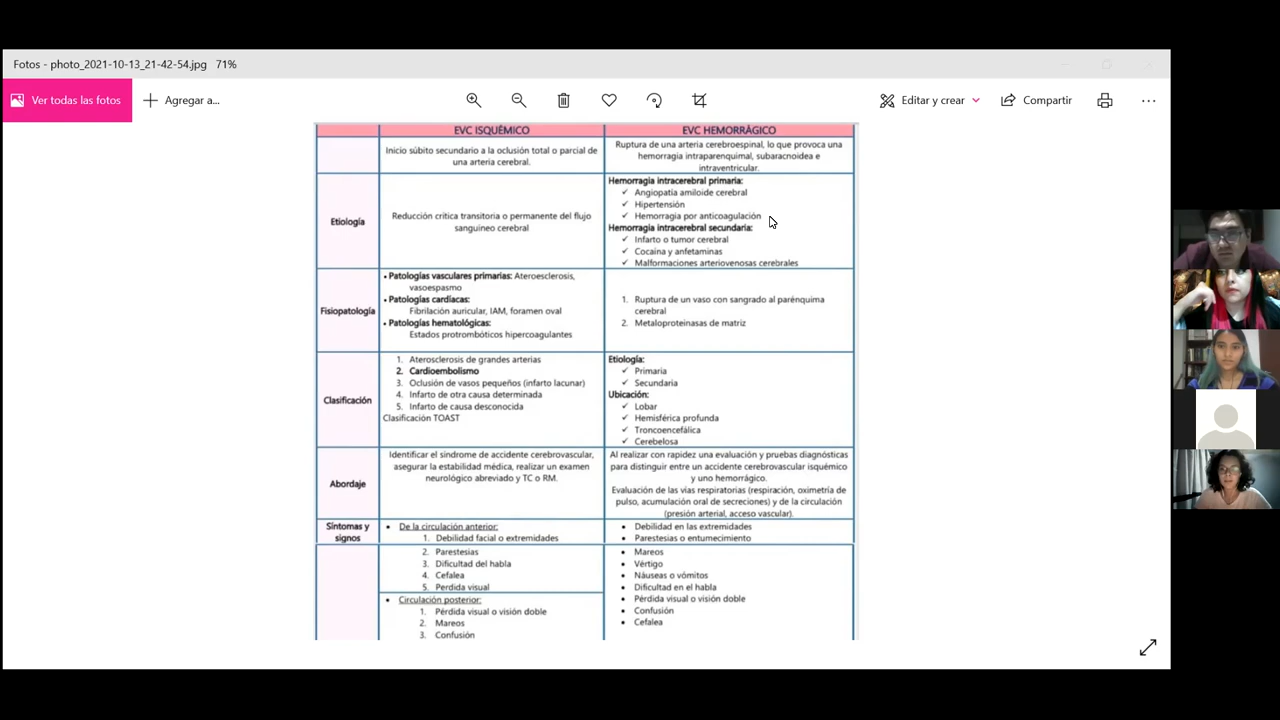 Fotos - photo_2021-10-13_21-42-54.jpg 71%
Ver todas las fotos
Agregar a...
Editar y crear
Compartir
EVC ISQUÉMICO
EVC HEMORRÁGICO
Inicio súbito secundario a la oclusión total o parcial de
una arteria cerebral.
Ruptura de una arteria cerebroespinal, lo que provoca una
hemorragia intraparenquimal, subaracnoidea e
intraventricular.
Etiología
Reducción critica transitoria o permanente del flujo
sanguineo cerebral
Hemorragia intracerebral primaria:
✓ Angiopatía amiloide cerebral
✓ Hipertensión
✓ Hemorragia por anticoagulación
Hemorragia intracerebral secundaria:
✓ Infarto o tumor cerebral
✓ Cocaína y anfetaminas
✓ Malformaciones arteriovenosas cerebrales
Fisiopatología
• Patologías vasculares primarias: Ateroesclerosis,
vasoespasmo
• Patologías cardíacas:
Fibrilación auricular, IAM, foramen oval
• Patologías hematológicas:
Estados protrombóticos hipercoagulantes
1. Ruptura de un vaso con sangrado al parénquima
cerebral
2. Metaloproteinasas de matriz
Clasificación
1. Aterosclerosis de grandes arterias
2. Cardioembolismo
3. Oclusión de vasos pequeños (infarto lacunar)
4. Infarto de otra causa determinada
5. Infarto de causa desconocida
Clasificación TOAST
Etiología:
✓ Primaria
✓ Secundaria
Ubicación:
✓ Lobar
✓ Hemisférica profunda
✓ Troncoencefálica
✓ Cerebelosa
Abordaje
Identificar el síndrome de accidente cerebrovascular,
asegurar la estabilidad médica, realizar un examen
neurológico abreviado y TC o RM.
Al realizar con rapidez una evaluación y pruebas diagnósticas
para distinguir entre un accidente cerebrovascular isquémico
y uno hemorrágico.
Evaluación de las vías respiratorias (respiración, oximetría de
pulso, acumulación oral de secreciones) y de la circulación
(presión arterial, acceso vascular).
Síntomas y
signos
• De la circulación anterior:
1. Debilidad facial o extremidades
2. Parestesias
3. Dificultad del habla
4. Cefalea
5. Perdida visual
• Circulación posterior:
1. Pérdida visual o visión doble
2. Mareos
3. Confusión
• Debilidad en las extremidades
• Parestesias o entumecimiento
• Mareos
• Vértigo
• Náuseas o vómitos
• Dificultad en el habla
• Pérdida visual o visión doble
• Confusión
• Cefalea